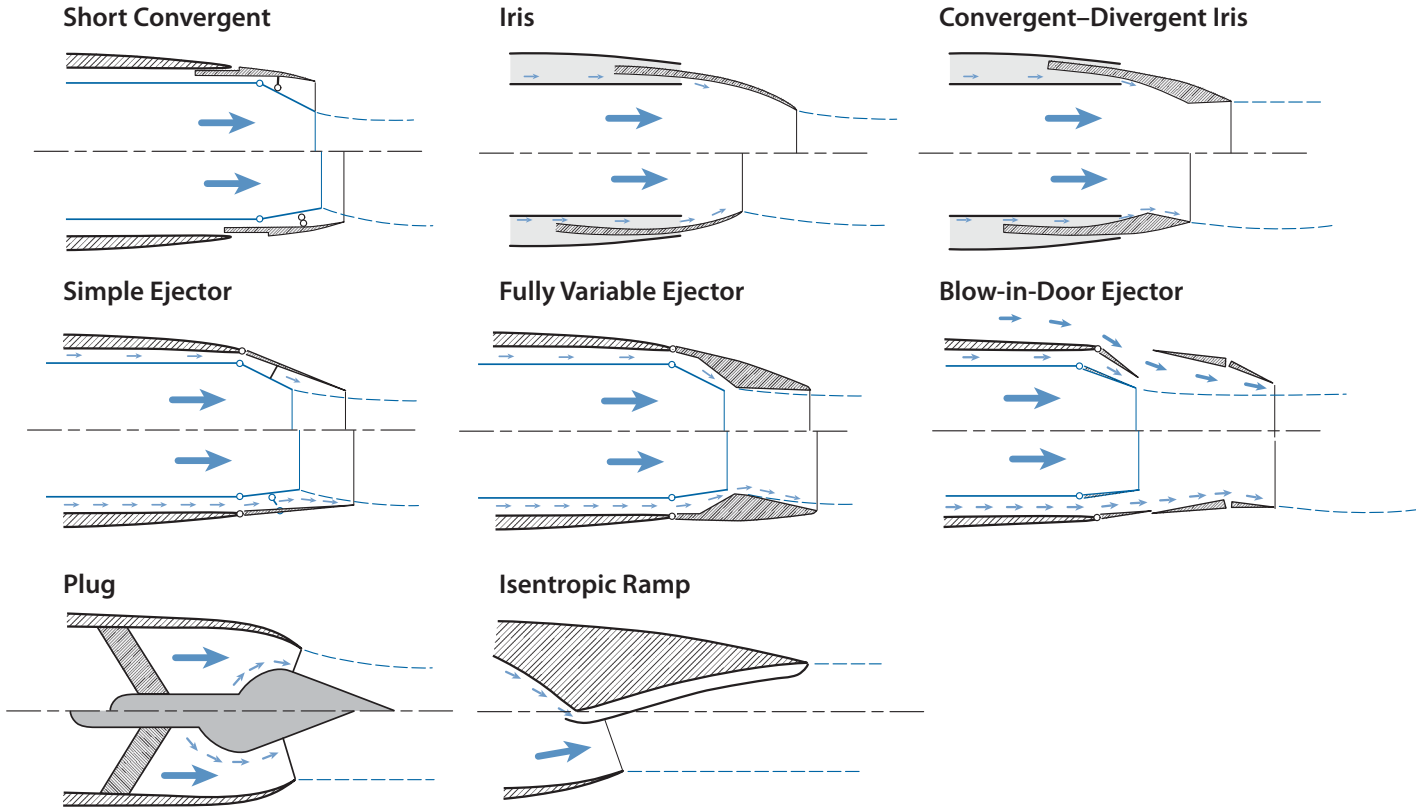 Short Convergent
Iris
Convergent–Divergent Iris
Simple Ejector
Fully Variable Ejector
Blow-in-Door Ejector
Plug
Isentropic Ramp